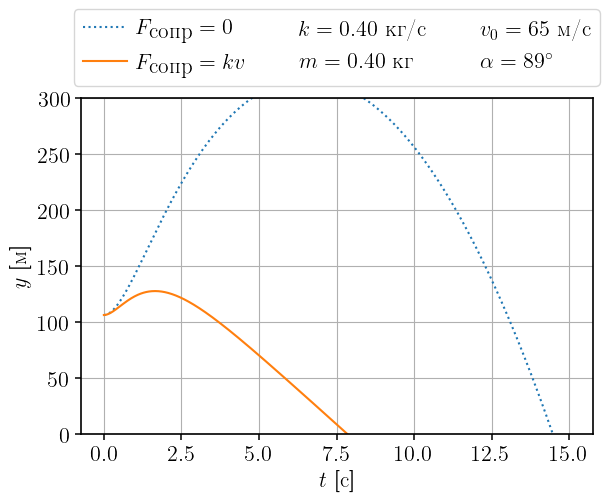 F_сопр = 0 k = 0.40 кг/с v_0 = 65 м/с
F_сопр = kv m = 0.40 кг α = 89°
300
250
200
150
100
50
0
y [м]
0.0 2.5 5.0 7.5 10.0 12.5 15.0
t [с]